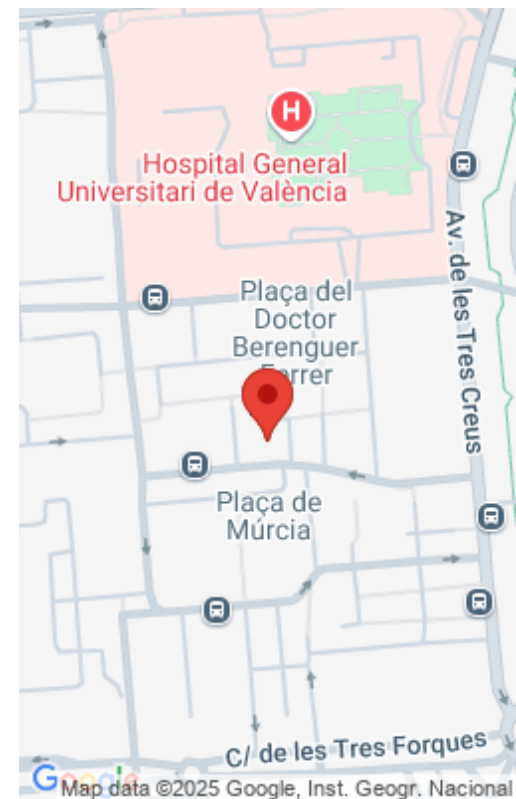 H
Hospital General
Universitari de València
Av. de les Tres Creus
Plaça del
Doctor
Berenguer
Ferrer
Plaça de
Múrcia
C/ de les Tres Forques
Google
Map data ©2025 Google, Inst. Geogr. Nacional